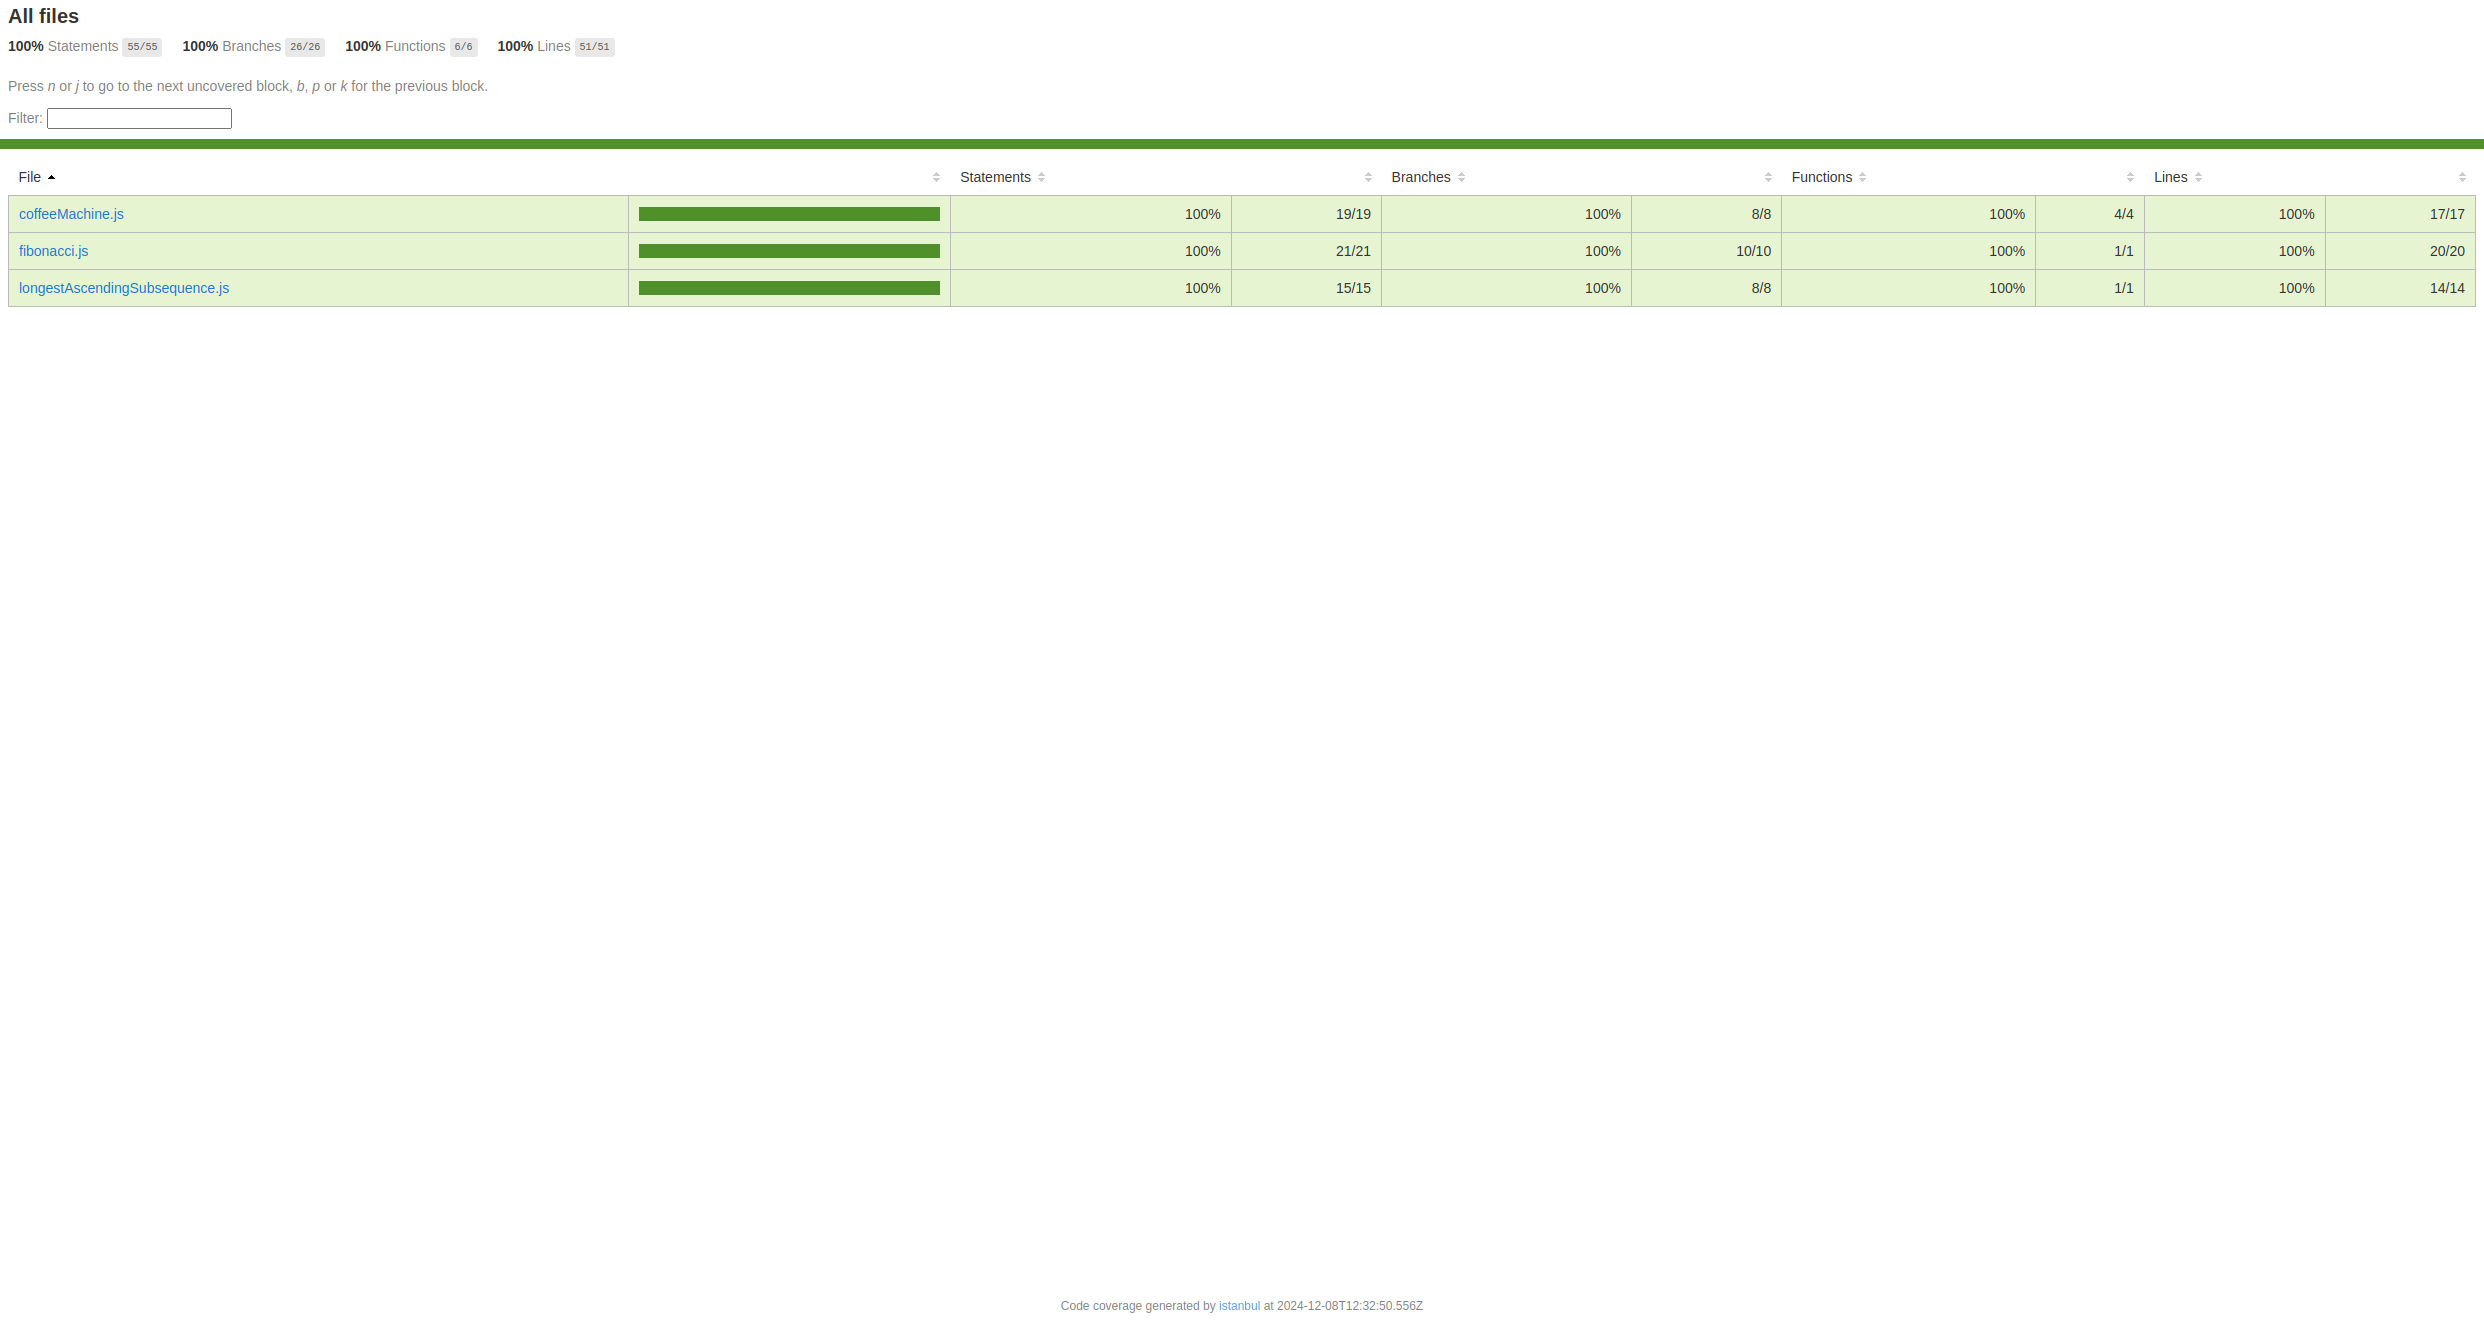 All files
100% Statements 55/55 100% Branches 26/26 100% Functions 6/6 100% Lines 51/51
Press n or j to go to the next uncovered block, b, p or k for the previous block.
Filter:
File Statements Branches Functions Lines
coffeeMachine.js 100% 19/19 100% 8/8 100% 4/4 100% 17/17
fibonacci.js 100% 21/21 100% 10/10 100% 1/1 100% 20/20
longestAscendingSubsequence.js 100% 15/15 100% 8/8 100% 1/1 100% 14/14
Code coverage generated by istanbul at 2024-12-08T12:32:50.556Z